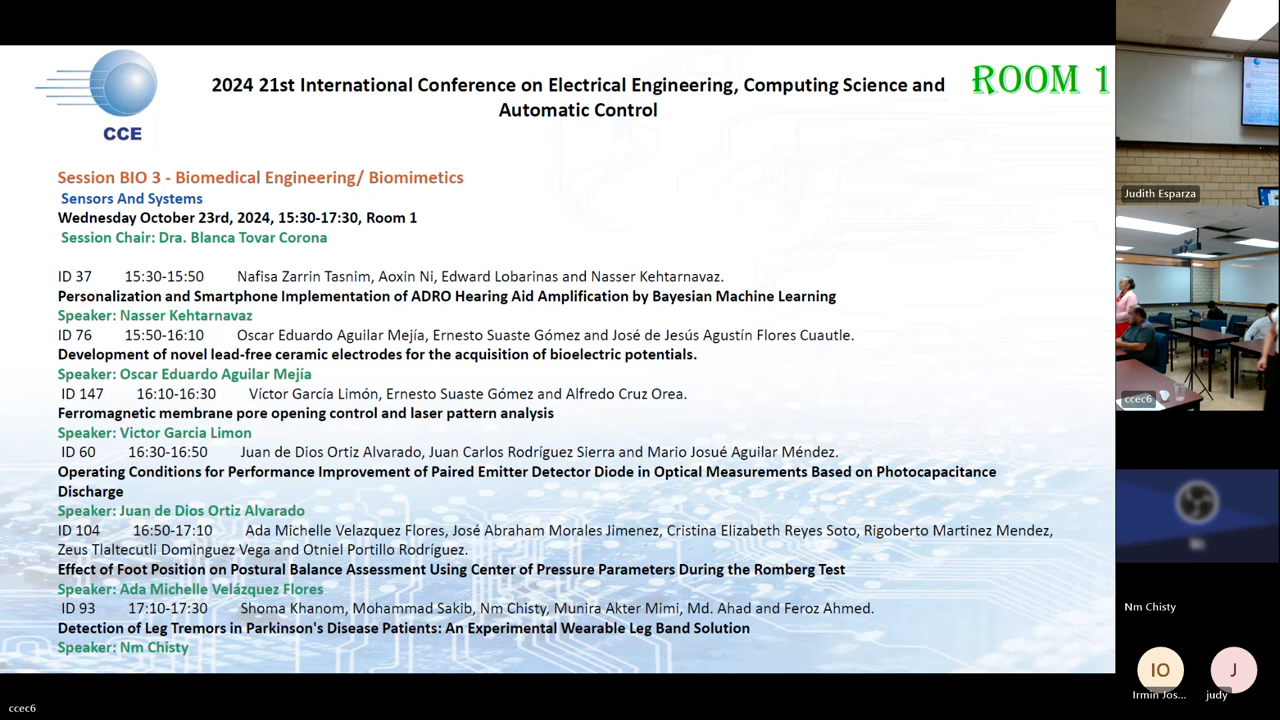 CCE
2024 21st International Conference on Electrical Engineering, Computing Science and
Automatic Control
ROOM 1
Session BIO 3 - Biomedical Engineering/ Biomimetics
Sensors And Systems
Wednesday October 23rd, 2024, 15:30-17:30, Room 1
Session Chair: Dra. Blanca Tovar Corona
ID 37 15:30-15:50 Nafisa Zarrin Tasnim, Aoxin Ni, Edward Lobarinas and Nasser Kehtarnavaz.
Personalization and Smartphone Implementation of ADRO Hearing Aid Amplification by Bayesian Machine Learning
Speaker: Nasser Kehtarnavaz
ID 76 15:50-16:10 Oscar Eduardo Aguilar Mejía, Ernesto Suaste Gómez and José de Jesús Agustín Flores Cuautle.
Development of novel lead-free ceramic electrodes for the acquisition of bioelectric potentials.
Speaker: Oscar Eduardo Aguilar Mejía
ID 147 16:10-16:30 Víctor García Limón, Ernesto Suaste Gómez and Alfredo Cruz Orea.
Ferromagnetic membrane pore opening control and laser pattern analysis
Speaker: Victor Garcia Limon
ID 60 16:30-16:50 Juan de Dios Ortiz Alvarado, Juan Carlos Rodríguez Sierra and Mario Josué Aguilar Méndez.
Operating Conditions for Performance Improvement of Paired Emitter Detector Diode in Optical Measurements Based on Photocapacitance
Discharge
Speaker: Juan de Dios Ortiz Alvarado
ID 104 16:50-17:10 Ada Michelle Velazquez Flores, José Abraham Morales Jimenez, Cristina Elizabeth Reyes Soto, Rigoberto Martinez Mendez,
Zeus Tlaltecutli Dominguez Vega and Otniel Portillo Rodríguez.
Effect of Foot Position on Postural Balance Assessment Using Center of Pressure Parameters During the Romberg Test
Speaker: Ada Michelle Velázquez Flores
ID 93 17:10-17:30 Shoma Khanom, Mohammad Sakib, Nm Chisty, Munira Akter Mimi, Md. Ahad and Feroz Ahmed.
Detection of Leg Tremors in Parkinson's Disease Patients: An Experimental Wearable Leg Band Solution
Speaker: Nm Chisty
ccec6
Judith Esparza
ccec6
Nm Chisty
IO
J
Irmin Jos...
judy